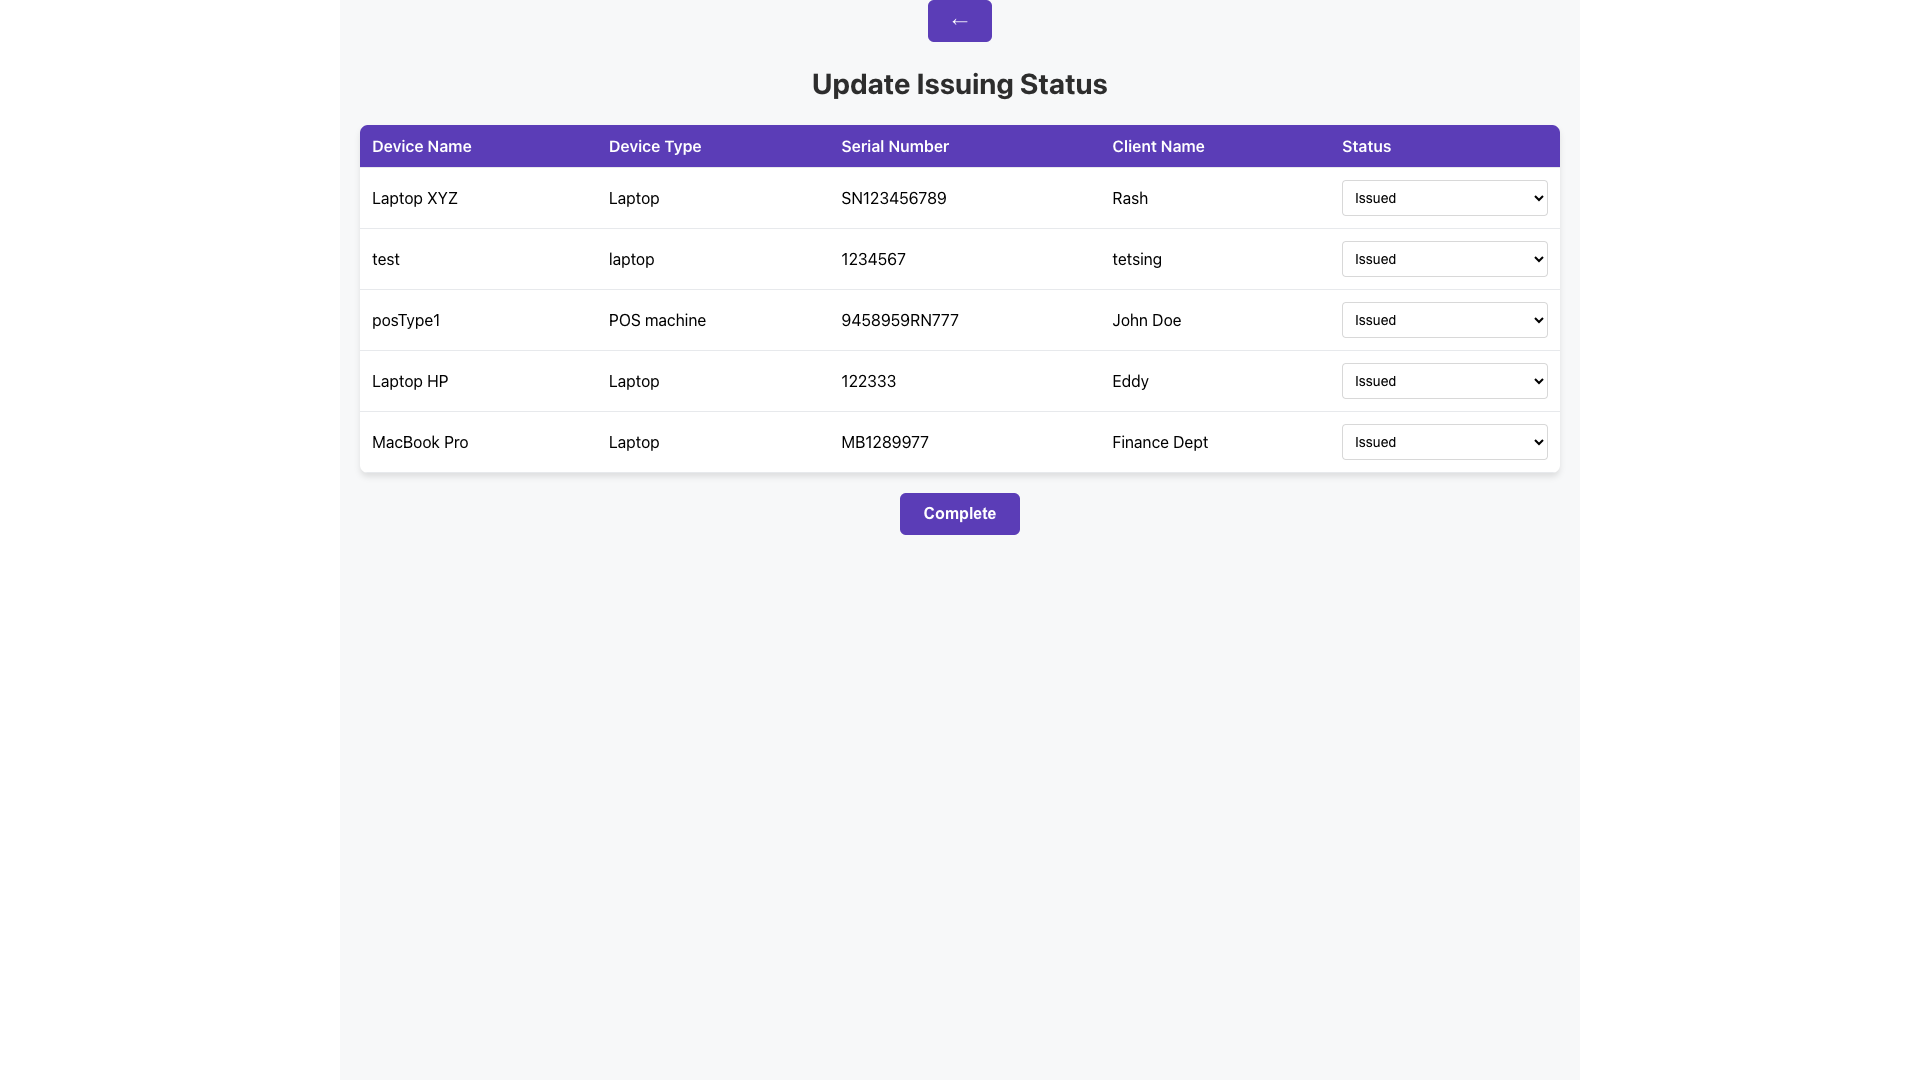 ←
Update Issuing Status
Device Name Device Type Serial Number Client Name Status
Laptop XYZ Laptop SN123456789 Rash Issued
test laptop 1234567 tetsing Issued
posType1 POS machine 9458959RN777 John Doe Issued
Laptop HP Laptop 122333 Eddy Issued
MacBook Pro Laptop MB1289977 Finance Dept Issued
Complete